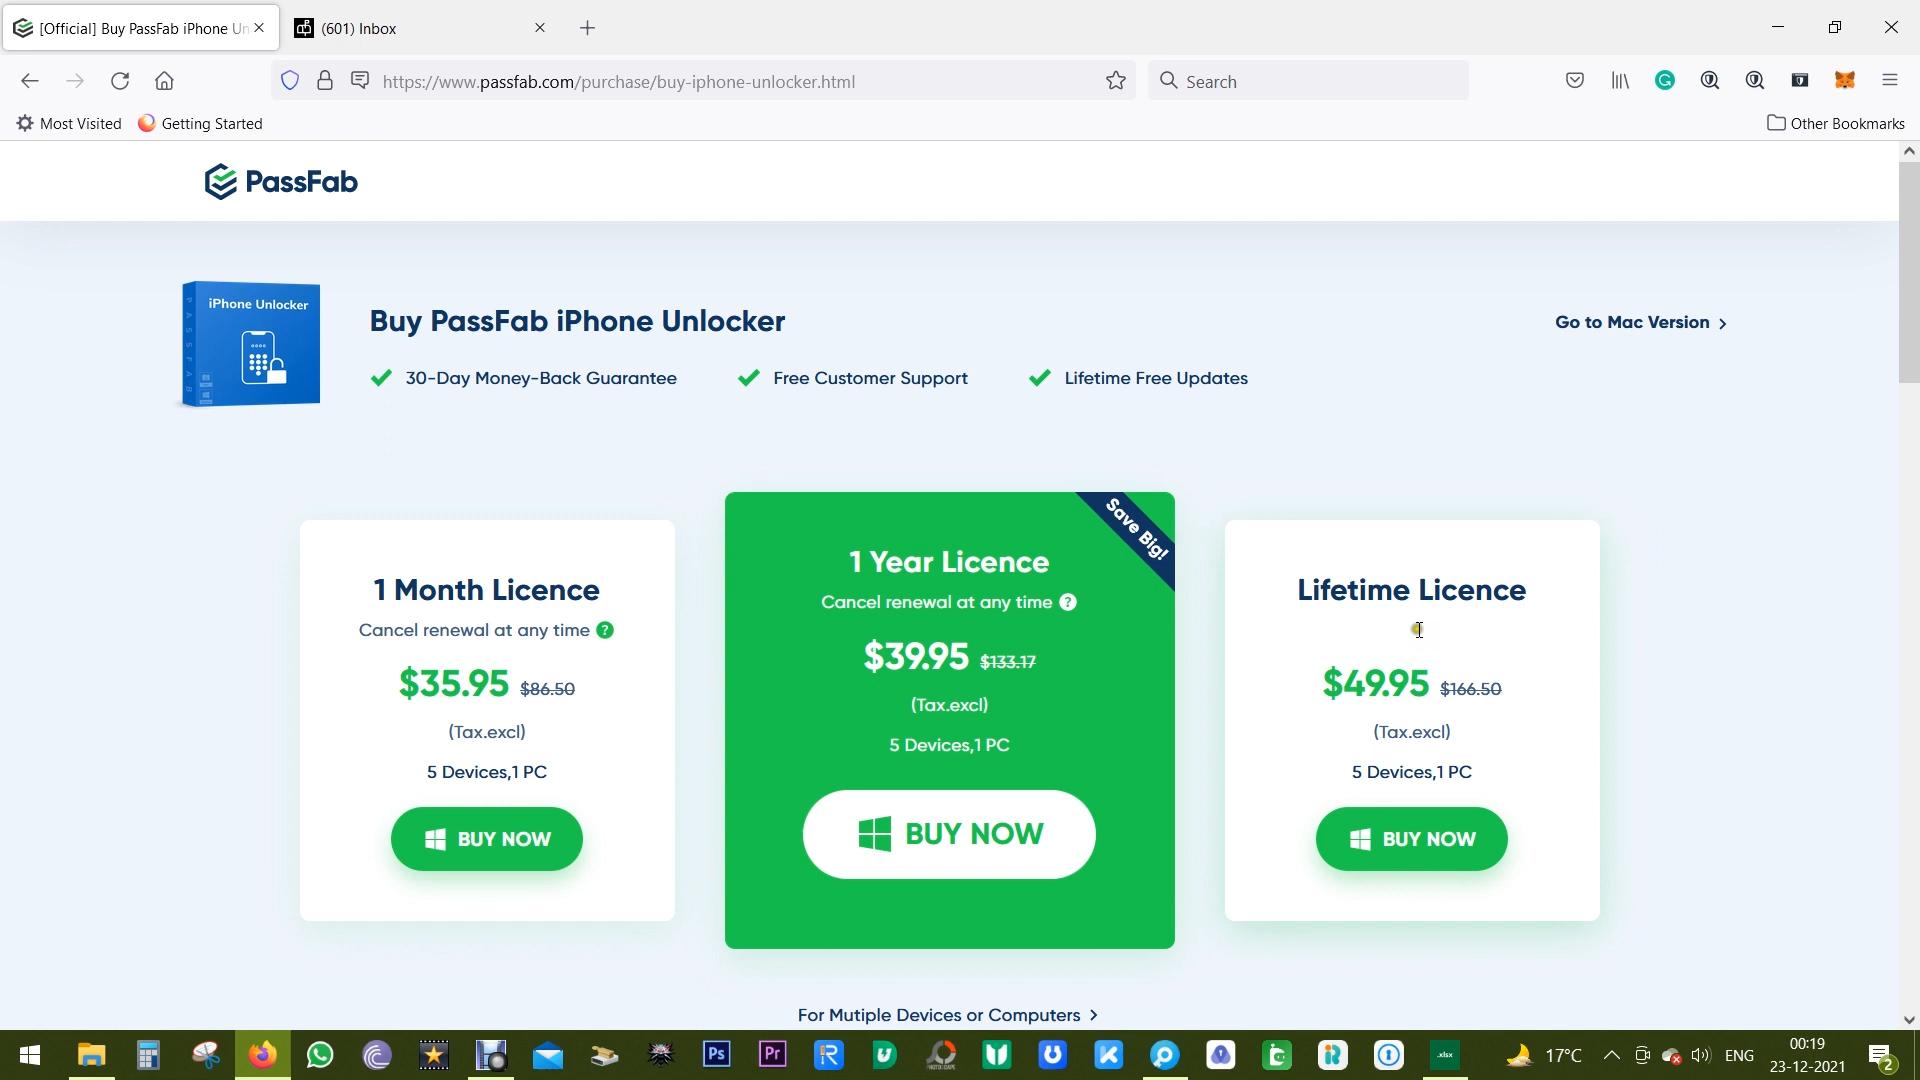 [Official] Buy PassFab iPhone Un
(601) Inbox
https://www.passfab.com/purchase/buy-iphone-unlocker.html
Search
Most Visited
Getting Started
Other Bookmarks
PassFab
iPhone Unlocker
PASSFAB
Buy PassFab iPhone Unlocker
Go to Mac Version
30-Day Money-Back Guarantee
Free Customer Support
Lifetime Free Updates
1 Month Licence
Cancel renewal at any time ?
$35.95 $86.50
(Tax.excl)
5 Devices,1 PC
BUY NOW
Save Big!
1 Year Licence
Cancel renewal at any time ?
$39.95 $133.17
(Tax.excl)
5 Devices,1 PC
BUY NOW
Lifetime Licence
$49.95 $166.50
(Tax.excl)
5 Devices,1 PC
BUY NOW
For Mutiple Devices or Computers
Ps
Pr
.xlsx
17°C
ENG
00:19
23-12-2021
2